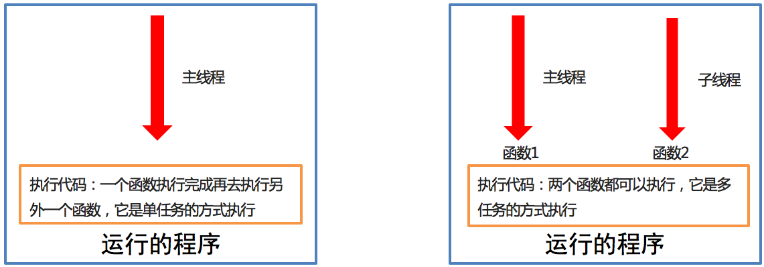 主线程
执行代码：一个函数执行完成再去执行另
外一个函数，它是单任务的方式执行
运行的程序
主线程
子线程
函数1
函数2
执行代码：两个函数都可以执行，它是多
任务的方式执行
运行的程序